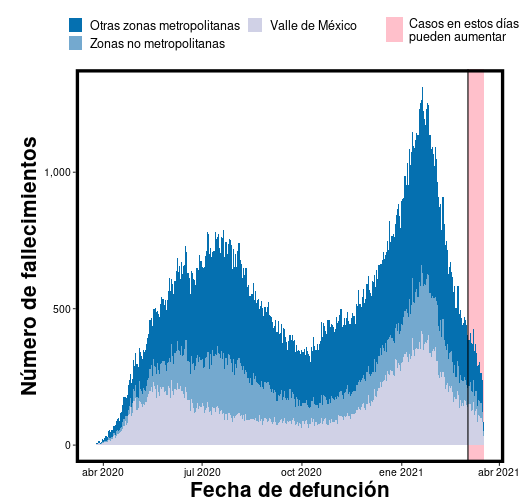 Otras zonas metropolitanas
Valle de México
Casos en estos días
pueden aumentar
Zonas no metropolitanas
Número de fallecimientos
1,000
500
0
abr 2020
jul 2020
oct 2020
ene 2021
abr 2021
Fecha de defunción